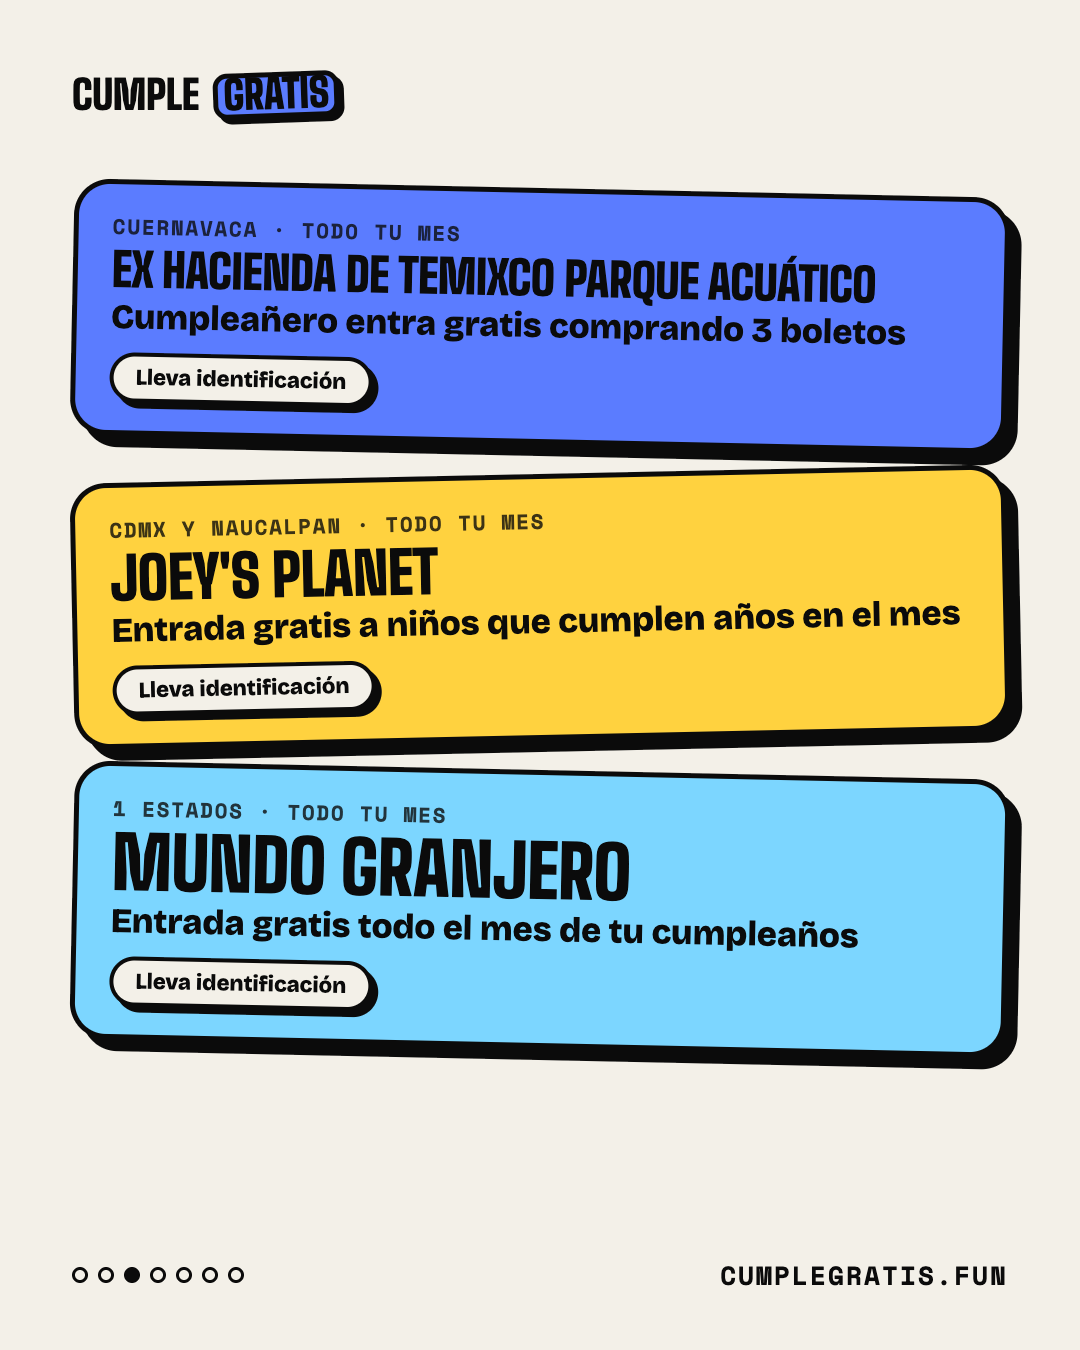 CUMPLE GRATIS
CUERNAVACA · TODO TU MES
EX HACIENDA DE TEMIXCO PARQUE ACUÁTICO
Cumpleañero entra gratis comprando 3 boletos
Lleva identificación
CDMX Y NAUCALPAN · TODO TU MES
JOEY'S PLANET
Entrada gratis a niños que cumplen años en el mes
Lleva identificación
1 ESTADOS · TODO TU MES
MUNDO GRANJERO
Entrada gratis todo el mes de tu cumpleaños
Lleva identificación
CUMPLEGRATIS.FUN